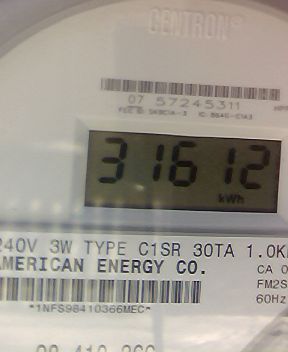 CENTRON®
07 57245311
31612
kWh
240V 3W TYPE C1SR 30TA 1.0K
AMERICAN ENERGY CO.
CA 0
FM2S
*1NFS98410366MEC*
60Hz